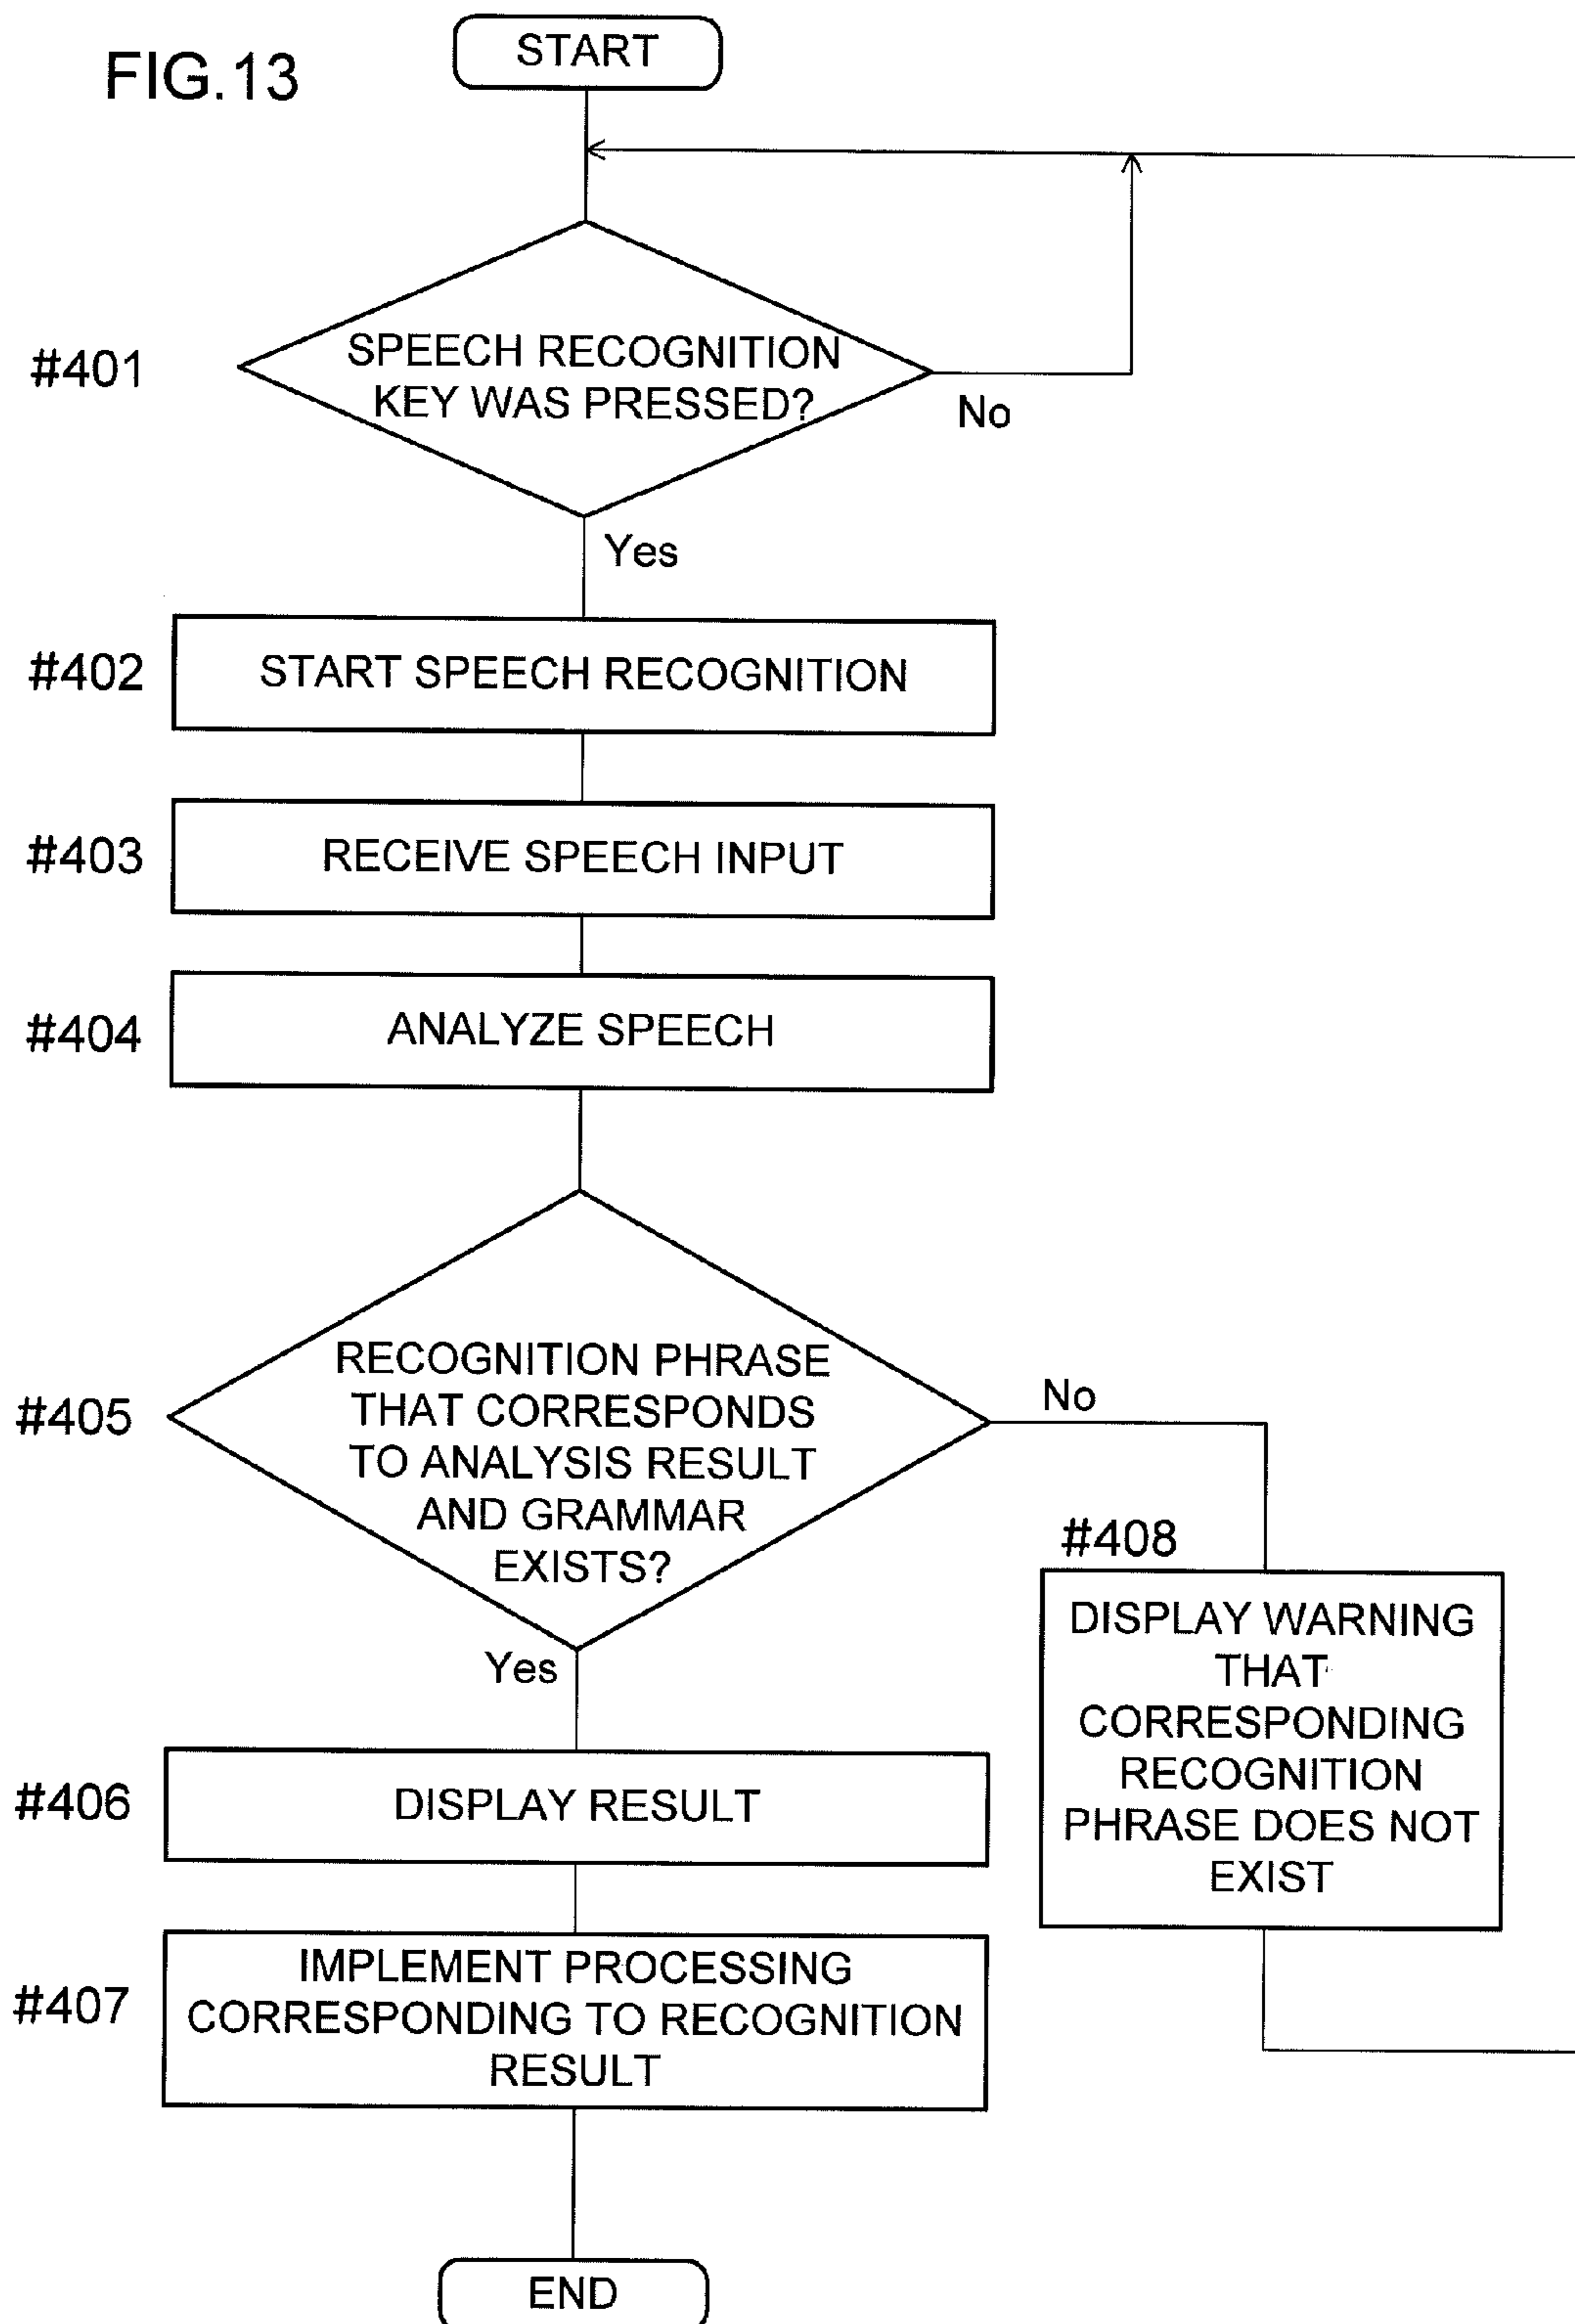 FIG.13
START
#401
SPEECH RECOGNITION
KEY WAS PRESSED?
No
Yes
#402
START SPEECH RECOGNITION
#403
RECEIVE SPEECH INPUT
#404
ANALYZE SPEECH
#405
RECOGNITION PHRASE
THAT CORRESPONDS
TO ANALYSIS RESULT
AND GRAMMAR
EXISTS?
No
Yes
#408
DISPLAY WARNING
THAT
CORRESPONDING
RECOGNITION
PHRASE DOES NOT
EXIST
#406
DISPLAY RESULT
#407
IMPLEMENT PROCESSING
CORRESPONDING TO RECOGNITION
RESULT
END